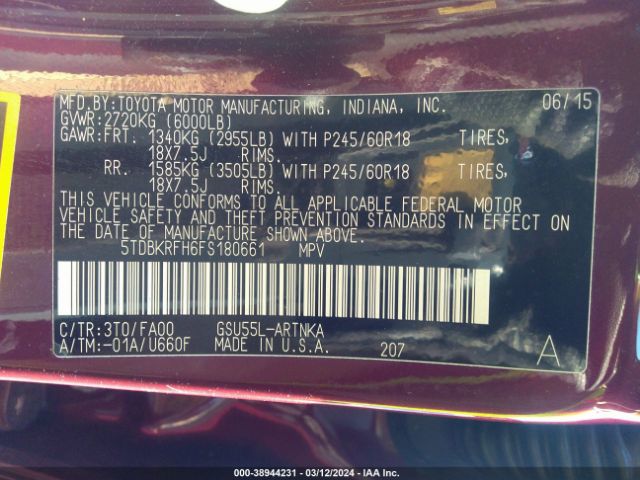 MFD.BY:TOYOTA MOTOR MANUFACTURING, INDIANA, INC. 06/15
GVWR:2720KG (6000LB)
GAWR:FRT. 1340KG (2955LB) WITH P245/60R18 TIRES,
18X7.5J RIMS.
RR. 1585KG (3505LB) WITH P245/60R18 TIRES,
18X7.5J RIMS.
THIS VEHICLE CONFORMS TO ALL APPLICABLE FEDERAL MOTOR
VEHICLE SAFETY AND THEFT PREVENTION STANDARDS IN EFFECT ON
THE DATE OF MANUFACTURE SHOWN ABOVE.
5TDBKRFH6FS180661 MPV
C/TR:3T0/FA00 GSU55L-ARTNKA
A/TM:-01A/U660F MADE IN U.S.A. 207 A
000-38944231 - 03/12/2024 - IAA Inc.